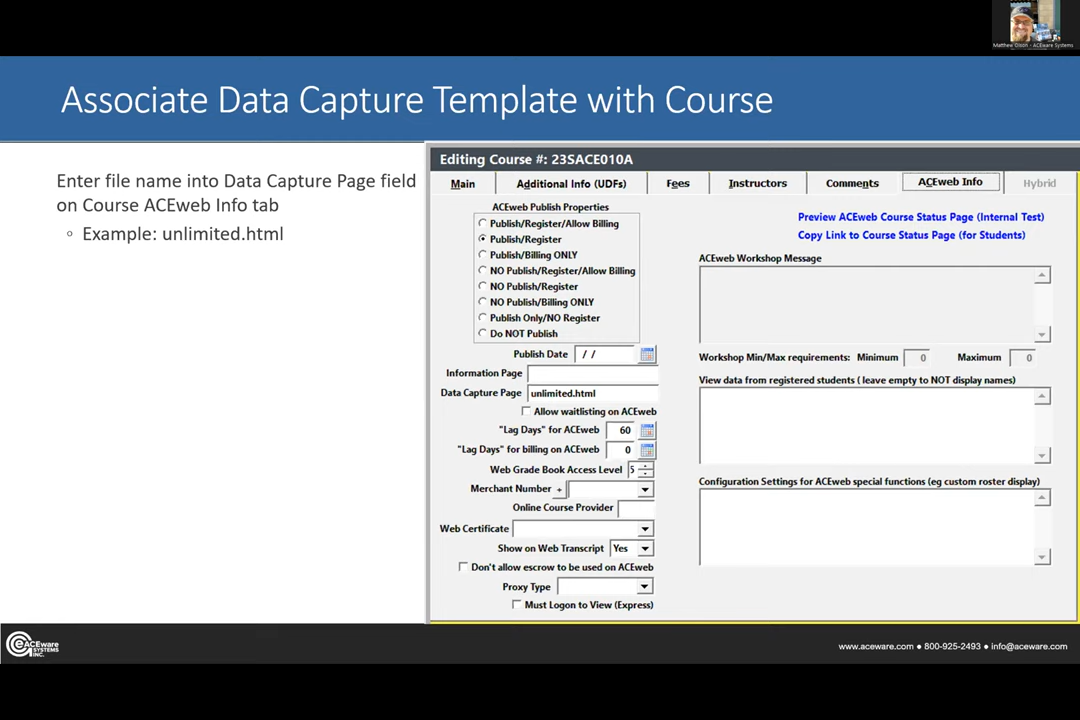 Matthew Olson - ACEware Systems
Associate Data Capture Template with Course
Enter file name into Data Capture Page field
on Course ACEweb Info tab
◦ Example: unlimited.html
Editing Course #: 23SACE010A
Main Additional Info (UDFs) Fees Instructors Comments ACEweb Info Hybrid
ACEweb Publish Properties
Publish/Register/Allow Billing
Publish/Register
Publish/Billing ONLY
NO Publish/Register/Allow Billing
NO Publish/Register
NO Publish/Billing ONLY
Publish Only/NO Register
Do NOT Publish
Publish Date / /
Information Page
Data Capture Page unlimited.html
Allow waitlisting on ACEweb
"Lag Days" for ACEweb 60
"Lag Days" for billing on ACEweb 0
Web Grade Book Access Level 5
Merchant Number +
Online Course Provider
Web Certificate
Show on Web Transcript Yes
Don't allow escrow to be used on ACEweb
Proxy Type
Must Logon to View (Express)
Preview ACEweb Course Status Page (Internal Test)
Copy Link to Course Status Page (for Students)
ACEweb Workshop Message
Workshop Min/Max requirements: Minimum 0 Maximum 0
View data from registered students ( leave empty to NOT display names)
Configuration Settings for ACEweb special functions (eg custom roster display)
ACEware
SYSTEMS
INC.
www.aceware.com ● 800-925-2493 ● info@aceware.com